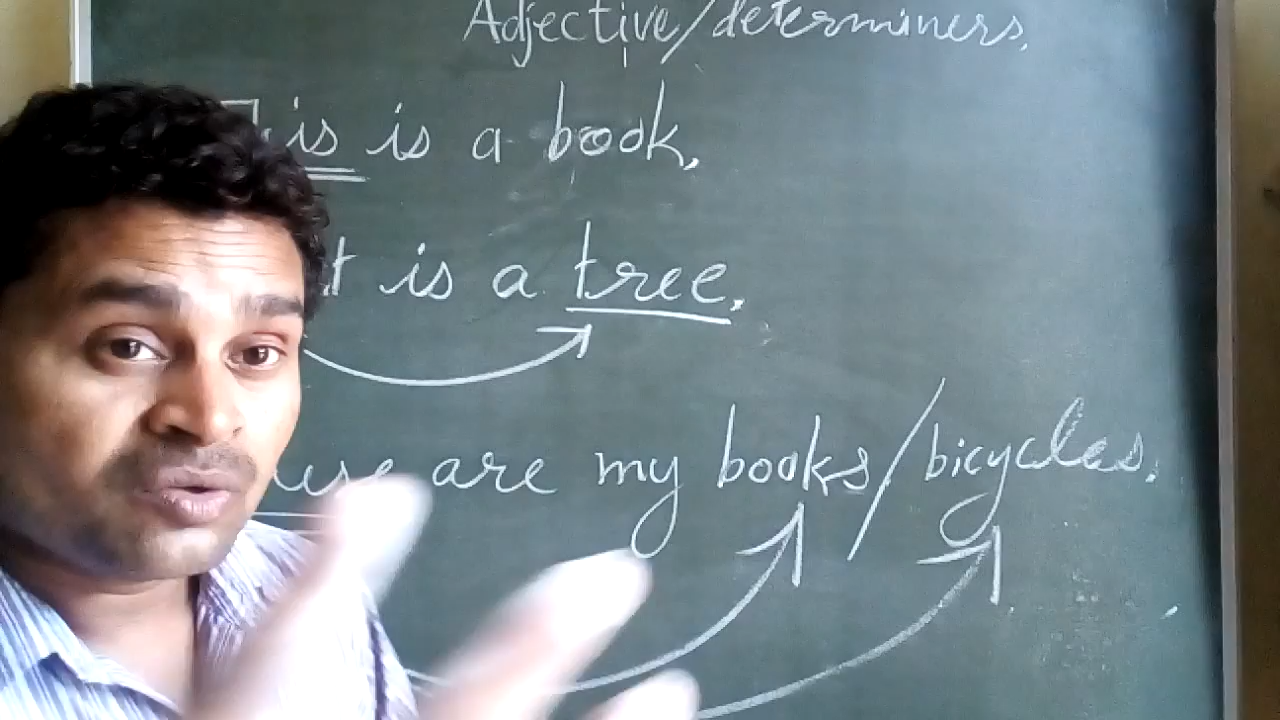 Adjective/determiners.
is is a book.
t is a tree.
are my books/bicycles.